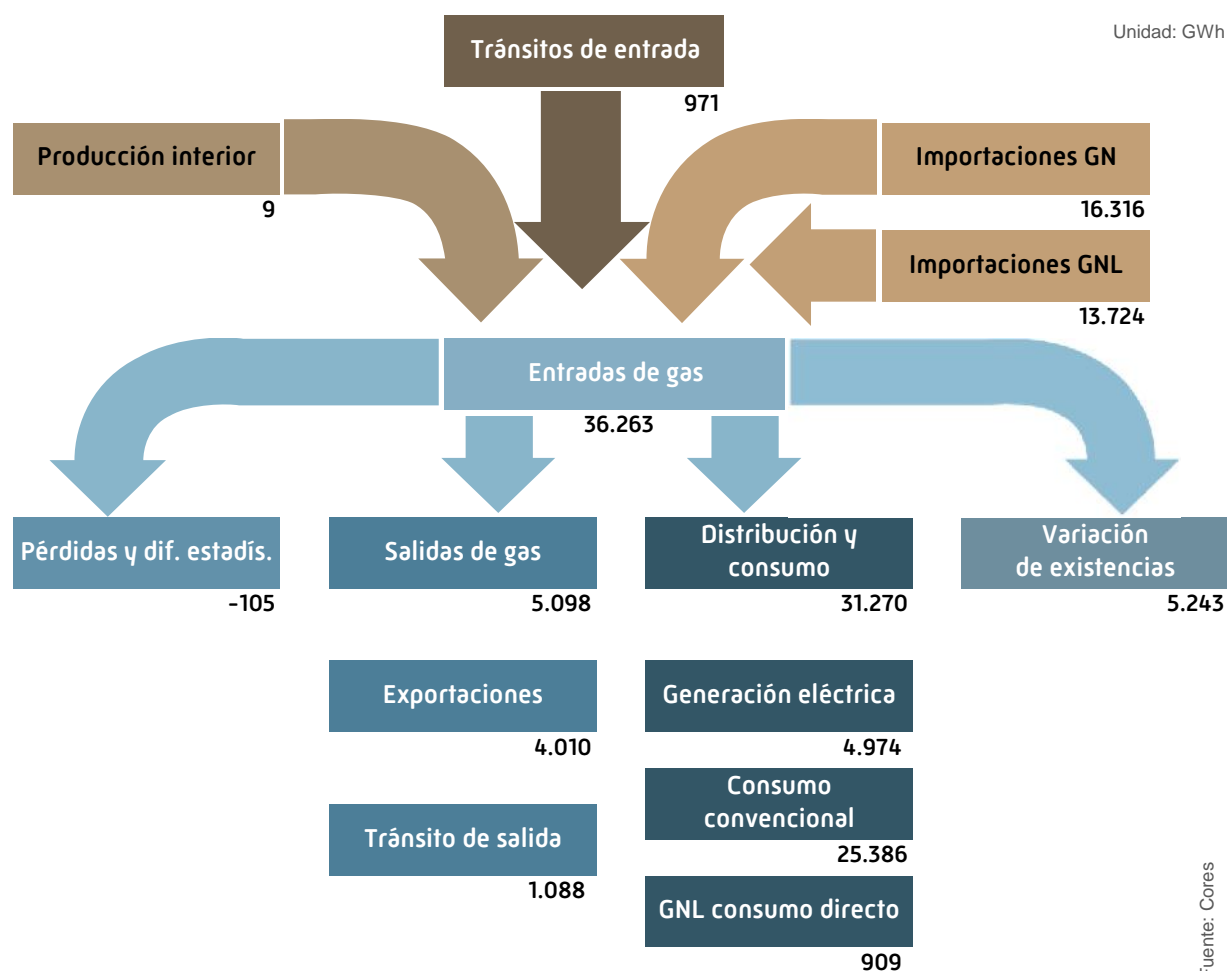 Unidad: GWh
Tránsitos de entrada
971
Producción interior
9
Importaciones GN
16.316
Importaciones GNL
13.724
Entradas de gas
36.263
Pérdidas y dif. estadís.
-105
Salidas de gas
5.098
Distribución y
consumo
31.270
Variación
de existencias
5.243
Exportaciones
4.010
Generación eléctrica
4.974
Tránsito de salida
1.088
Consumo
convencional
25.386
GNL consumo directo
909
Fuente: Cores